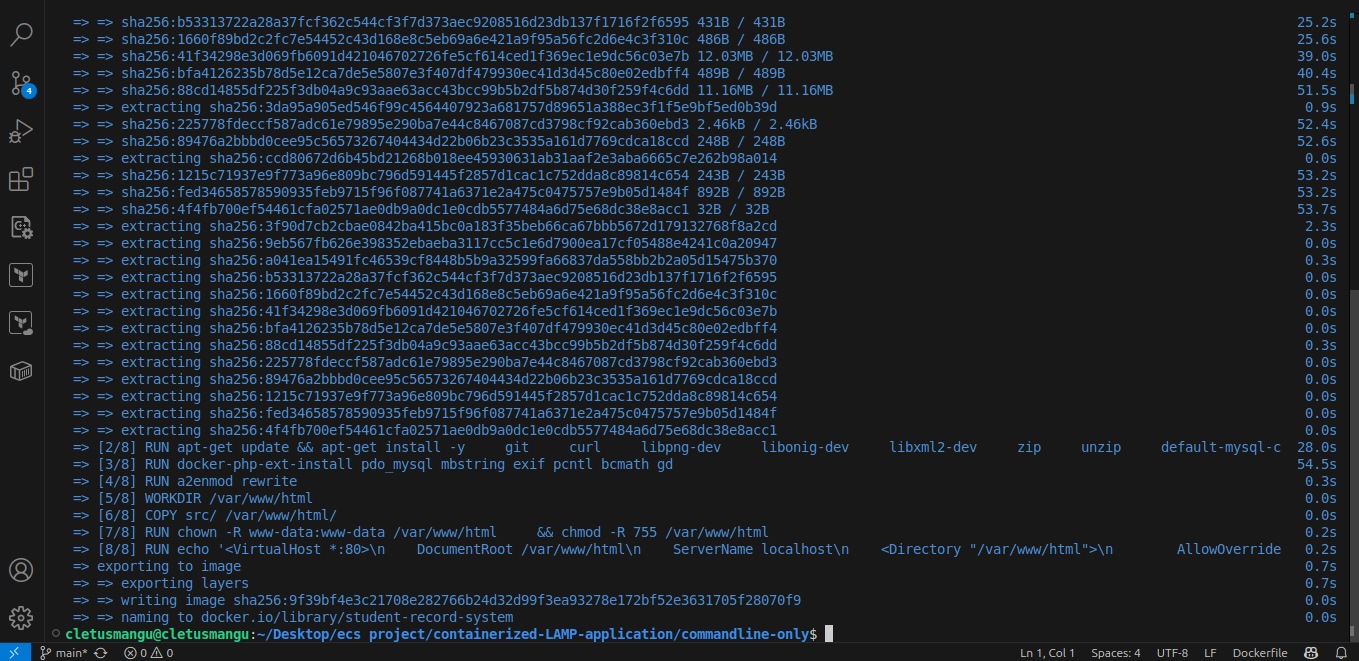 => => sha256:b53313722a28a37fcf362c544cf3f7d373aec9208516d23db137f1716f2f6595 431B / 431B 25.2s
=> => sha256:1660f89bd2c2fc7e54452c43d168e8c5eb69a6e421a9f95a56fc2d6e4c3f310c 486B / 486B 25.6s
=> => sha256:41f34298e3d069fb6091d421046702726fe5cf614ced1f369ec1e9dc56c03e7b 12.03MB / 12.03MB 39.0s
=> => sha256:bfa4126235b78d5e12ca7de5e5807e3f407df479930ec41d3d45c80e02edbff4 489B / 489B 40.4s
=> => sha256:88cd14855df225f3db04a9c93aae63acc43bcc99b5b2df5b874d30f259f4c6dd 11.16MB / 11.16MB 51.5s
=> => extracting sha256:3da95a905ed546f99c4564407923a681757d89651a388ec3f1f5e9bf5ed0b39d 0.9s
=> => sha256:225778fdeccf587adc61e79895e290ba7e44c8467087cd3798cf92cab360ebd3 2.46kB / 2.46kB 52.4s
=> => sha256:89476a2bbbd0cee95c56573267404434d22b06b23c3535a161d7769cdca18ccd 248B / 248B 52.6s
=> => extracting sha256:ccd80672d6b45bd21268b018ee45930631ab31aaf2e3aba6665c7e262b98a014 0.0s
=> => sha256:1215c71937e9f773a96e809bc796d591445f2857d1cac1c752dda8c89814c654 243B / 243B 53.2s
=> => sha256:fed34658578590935feb9715f96f087741a6371e2a475c0475757e9b05d1484f 892B / 892B 53.2s
=> => sha256:4f4fb700ef54461cfa02571ae0db9a0dc1e0cdb5577484a6d75e68dc38e8acc1 32B / 32B 53.7s
=> => extracting sha256:3f90d7cb2cbae0842ba415bc0a183f35beb66ca67bbb5672d179132768f8a2cd 2.3s
=> => extracting sha256:9eb567fb626e398352ebaeba3117cc5c1e6d7900ea17cf05488e4241c0a20947 0.0s
=> => extracting sha256:a041ea15491fc46539cf8448b5b9a32599fa66837da558bb2b2a05d15475b370 0.3s
=> => extracting sha256:b53313722a28a37fcf362c544cf3f7d373aec9208516d23db137f1716f2f6595 0.0s
=> => extracting sha256:1660f89bd2c2fc7e54452c43d168e8c5eb69a6e421a9f95a56fc2d6e4c3f310c 0.0s
=> => extracting sha256:41f34298e3d069fb6091d421046702726fe5cf614ced1f369ec1e9dc56c03e7b 0.0s
=> => extracting sha256:bfa4126235b78d5e12ca7de5e5807e3f407df479930ec41d3d45c80e02edbff4 0.0s
=> => extracting sha256:88cd14855df225f3db04a9c93aae63acc43bcc99b5b2df5b874d30f259f4c6dd 0.3s
=> => extracting sha256:225778fdeccf587adc61e79895e290ba7e44c8467087cd3798cf92cab360ebd3 0.0s
=> => extracting sha256:89476a2bbbd0cee95c56573267404434d22b06b23c3535a161d7769cdca18ccd 0.0s
=> => extracting sha256:1215c71937e9f773a96e809bc796d591445f2857d1cac1c752dda8c89814c654 0.0s
=> => extracting sha256:fed34658578590935feb9715f96f087741a6371e2a475c0475757e9b05d1484f 0.0s
=> => extracting sha256:4f4fb700ef54461cfa02571ae0db9a0dc1e0cdb5577484a6d75e68dc38e8acc1 0.0s
=> [2/8] RUN apt-get update && apt-get install -y     git     curl     libpng-dev     libonig-dev     libxml2-dev     zip     unzip     default-mysql-c 28.0s
=> [3/8] RUN docker-php-ext-install pdo_mysql mbstring exif pcntl bcmath gd 54.5s
=> [4/8] RUN a2enmod rewrite 0.3s
=> [5/8] WORKDIR /var/www/html 0.0s
=> [6/8] COPY src/ /var/www/html/ 0.0s
=> [7/8] RUN chown -R www-data:www-data /var/www/html     && chmod -R 755 /var/www/html 0.2s
=> [8/8] RUN echo '<VirtualHost *:80>\n    DocumentRoot /var/www/html\n    ServerName localhost\n    <Directory "/var/www/html">\n        AllowOverride 0.2s
=> exporting to image 0.7s
=> => exporting layers 0.7s
=> => writing image sha256:9f39bf4e3c21708e282766b24d32d99f3ea93278e172bf52e3631705f28070f9 0.0s
=> => naming to docker.io/library/student-record-system 0.0s
cletusmangu@cletusmangu:~/Desktop/ecs project/containerized-LAMP-application/commandline-only$
4
main* 0 0 Ln 1, Col 1 Spaces: 4 UTF-8 LF Dockerfile